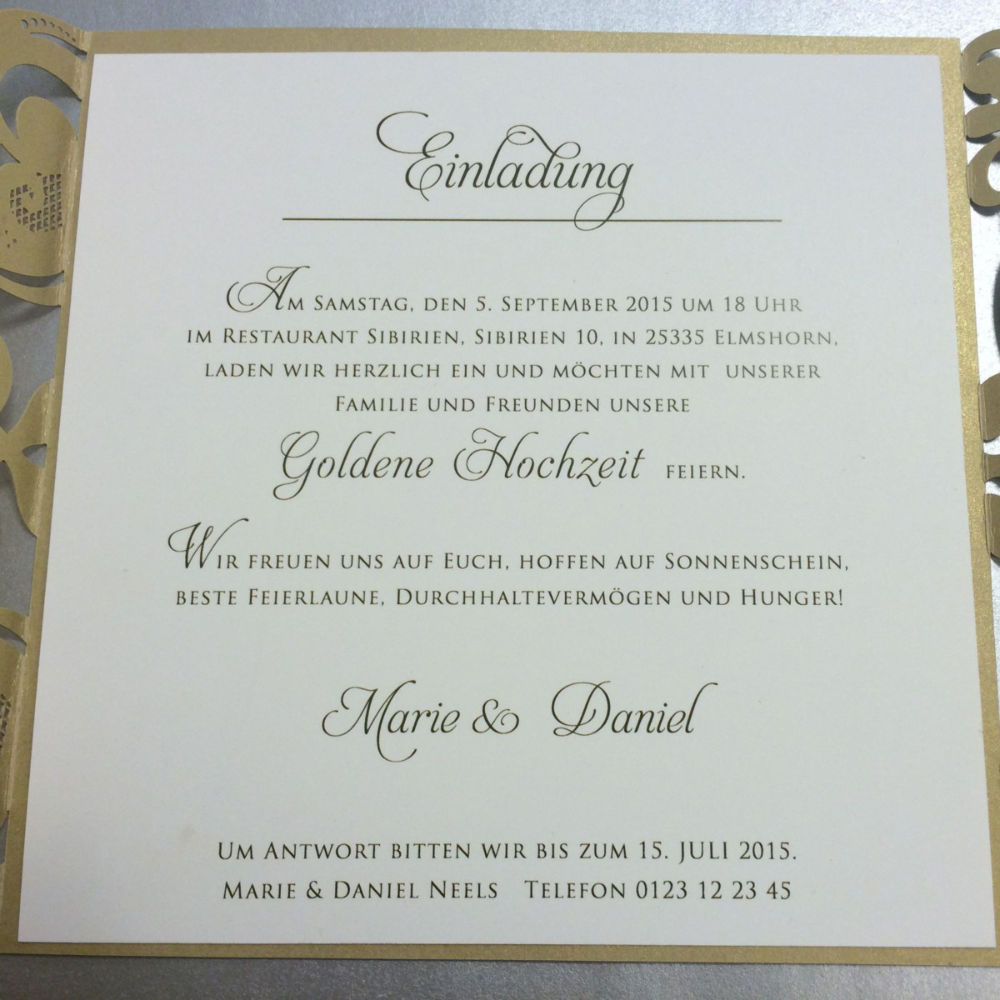 Einladung
Am Samstag, den 5. September 2015 um 18 Uhr
im Restaurant Sibirien, Sibirien 10, in 25335 Elmshorn,
laden wir herzlich ein und möchten mit unserer
Familie und Freunden unsere
Goldene Hochzeit feiern.
Wir freuen uns auf Euch, hoffen auf Sonnenschein,
beste Feierlaune, Durchhaltevermögen und Hunger!
Marie & Daniel
Um Antwort bitten wir bis zum 15. JULI 2015.
Marie & Daniel Neels Telefon 0123 12 23 45